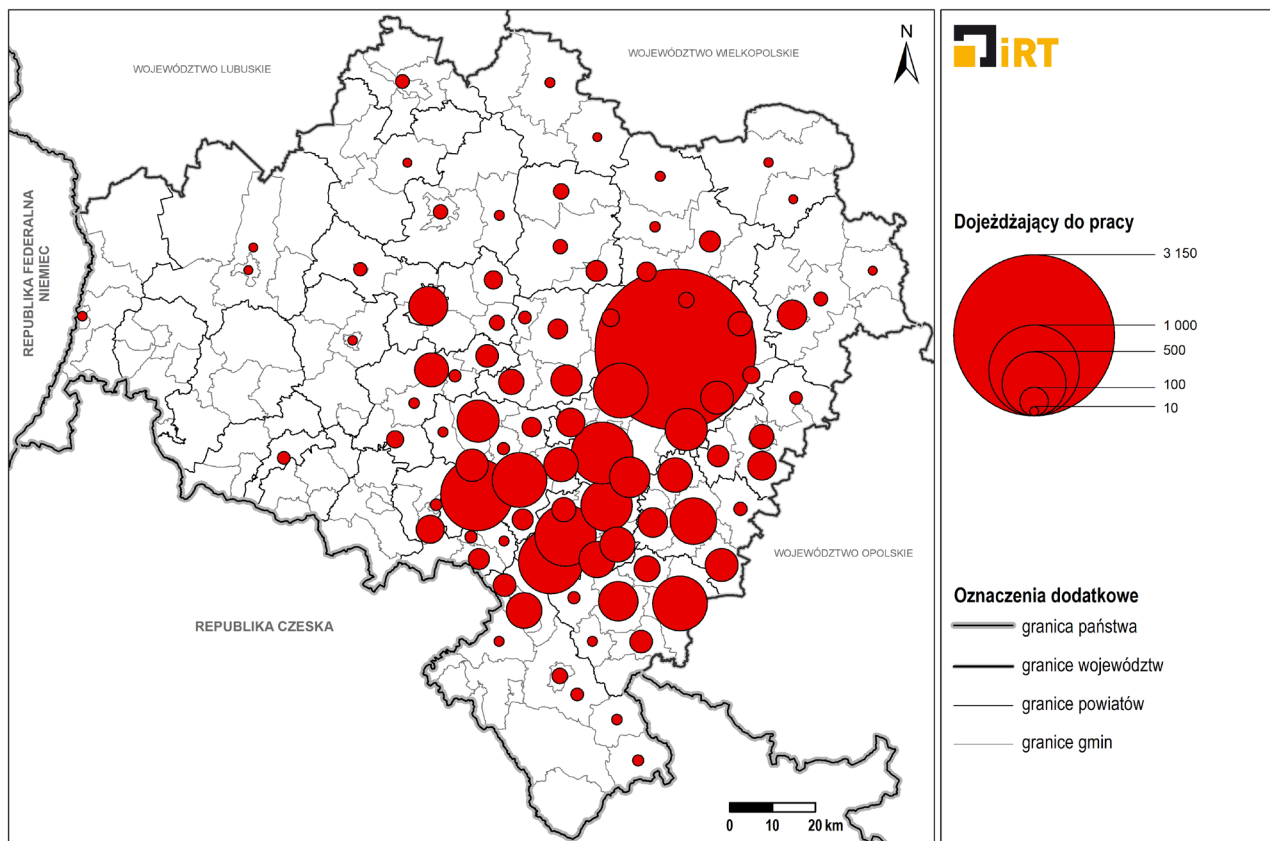 WOJEWÓDZTWO LUBUSKIE
WOJEWÓDZTWO WIELKOPOLSKIE
N
REPUBLIKA FEDERALNA
NIEMIEC
WOJEWÓDZTWO OPOLSKIE
REPUBLIKA CZESKA
0 10 20 km
iRT
Dojeżdżający do pracy
3 150
1 000
500
100
10
Oznaczenia dodatkowe
granica państwa
granice województw
granice powiatów
granice gmin